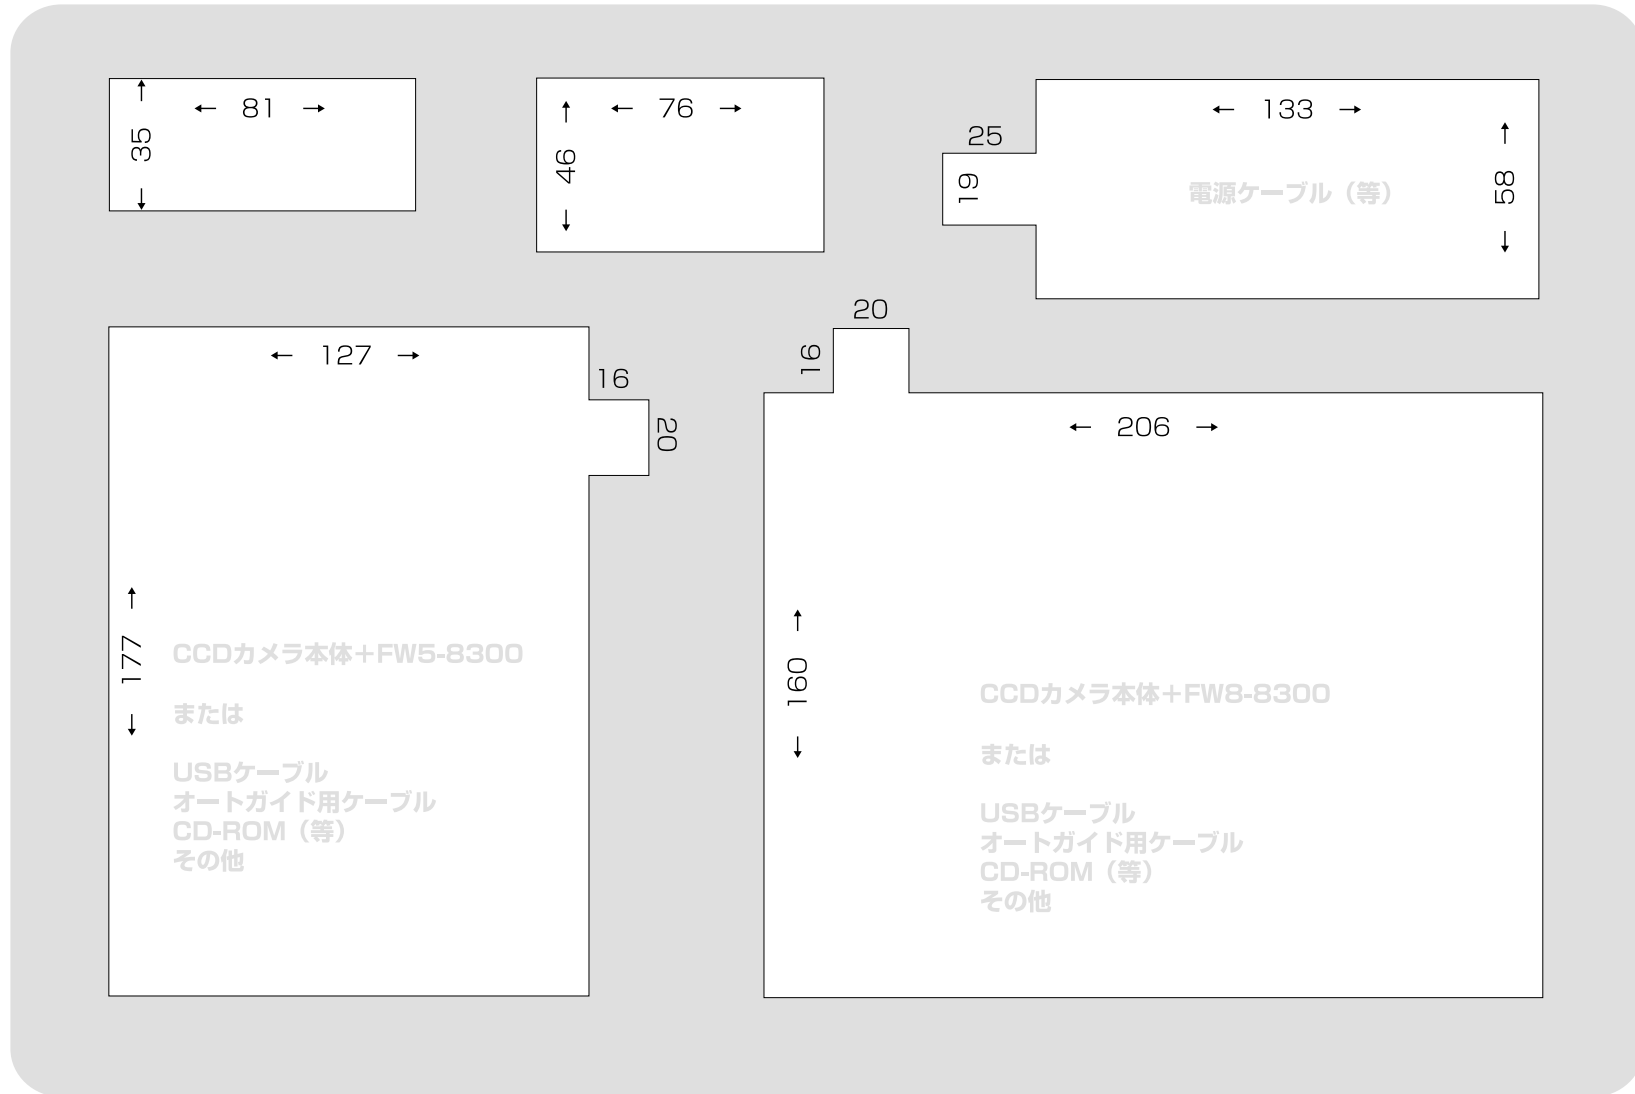 81
35
76
46
133
25
19
58
電源ケーブル（等）
127
16
20
177
CCDカメラ本体＋FW5-8300
または
USBケーブル
オートガイド用ケーブル
CD-ROM（等）
その他
20
16
206
160
CCDカメラ本体＋FW8-8300
または
USBケーブル
オートガイド用ケーブル
CD-ROM（等）
その他